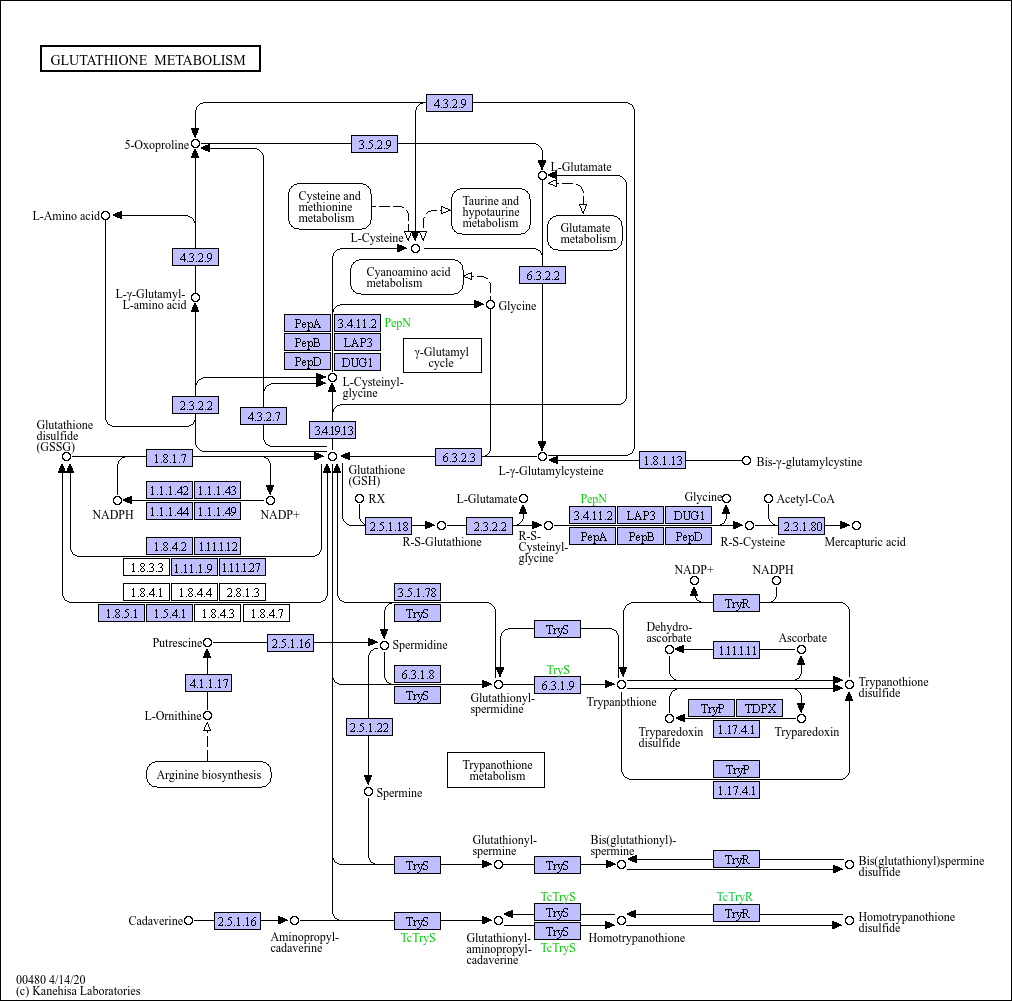 GLUTATHIONE METABOLISM
4.3.2.9
5-Oxoproline
3.5.2.9
L-Glutamate
Cysteine and
methionine
metabolism
Taurine and
hypotaurine
metabolism
L-Amino acid
Glutamate
metabolism
L-Cysteine
4.3.2.9
Cyanoamino acid
metabolism
6.3.2.2
L-γ-Glutamyl-
L-amino acid
Glycine
PepA
3.4.11.2
PepN
PepB
LAP3
PepD
DUG1
γ-Glutamyl
cycle
L-Cysteinyl-
glycine
2.3.2.2
4.3.2.7
3.4.19.13
Glutathione
disulfide
(GSSG)
1.8.1.7
6.3.2.3
1.8.1.13
Bis-γ-glutamylcystine
Glutathione
(GSH)
L-γ-Glutamylcysteine
1.1.1.42
1.1.1.43
1.1.1.44
1.1.1.49
NADPH
NADP+
RX
L-Glutamate
PepN
Glycine
Acetyl-CoA
2.5.1.18
2.3.2.2
3.4.11.2
LAP3
DUG1
PepA
PepB
PepD
2.3.1.80
R-S-Glutathione
R-S-
Cysteinyl-
glycine
R-S-Cysteine
Mercapturic acid
1.8.4.2
1.11.1.12
1.8.3.3
1.11.1.9
1.11.1.27
1.8.4.1
1.8.4.4
2.8.1.3
1.8.5.1
1.5.4.1
1.8.4.3
1.8.4.7
NADP+
NADPH
3.5.1.78
TryS
TryR
TryS
Putrescine
2.5.1.16
Spermidine
Dehydro-
ascorbate
Ascorbate
1.11.1.11
4.1.1.17
6.3.1.8
TryS
TryS
6.3.1.9
Glutathionyl-
spermidine
Trypanothione
Trypanothione
disulfide
L-Ornithine
2.5.1.22
TryP
TDPX
1.17.4.1
Tryparedoxin
disulfide
Tryparedoxin
Arginine biosynthesis
Trypanothione
metabolism
TryP
1.17.4.1
Spermine
Glutathionyl-
spermine
Bis(glutathionyl)-
spermine
TryS
TryS
TryR
Bis(glutathionyl)spermine
disulfide
TcTryS
TcTryR
Cadaverine
2.5.1.16
TryS
TryS
TryR
Homotrypanothione
disulfide
TryS
Aminopropyl-
cadaverine
TcTryS
Glutathionyl-
aminopropyl-
cadaverine
TcTryS
Homotrypanothione
00480 4/14/20
(c) Kanehisa Laboratories